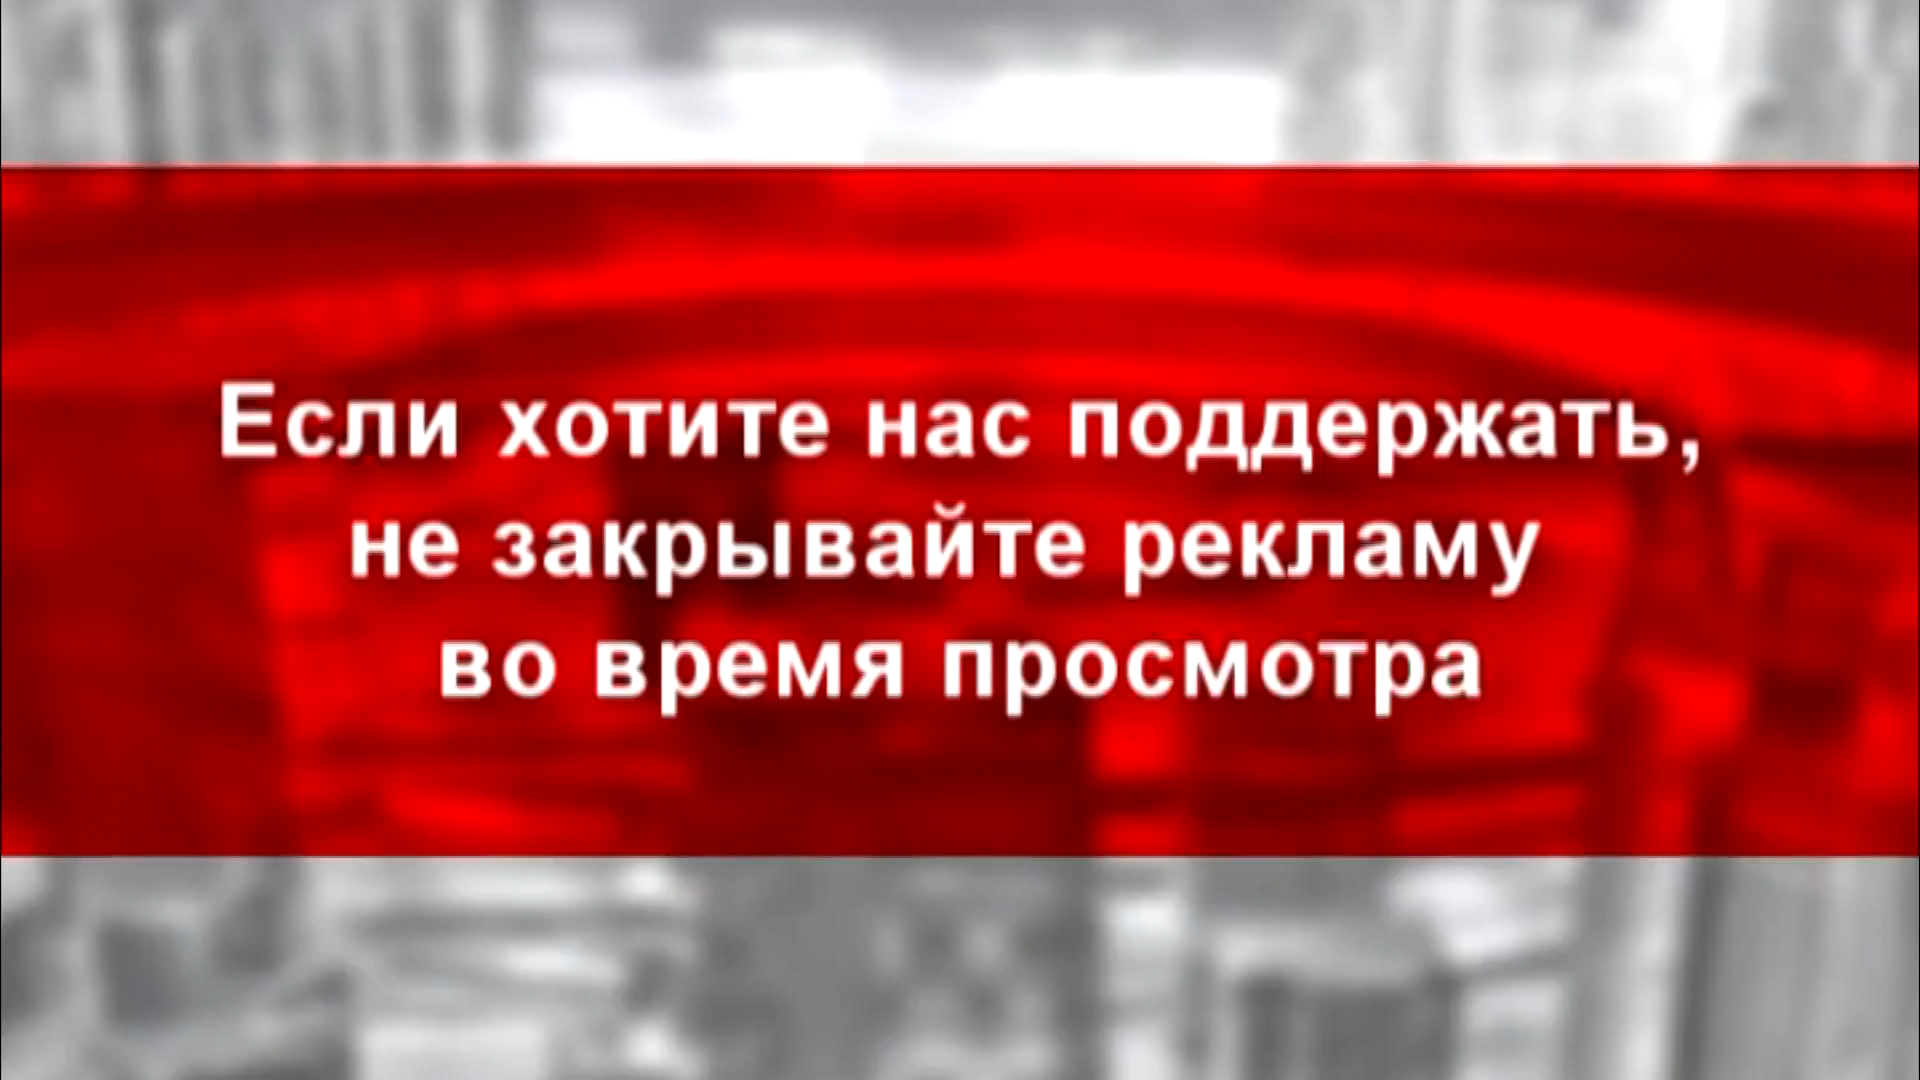 Если хотите нас поддержать,
не закрывайте рекламу
во время просмотра